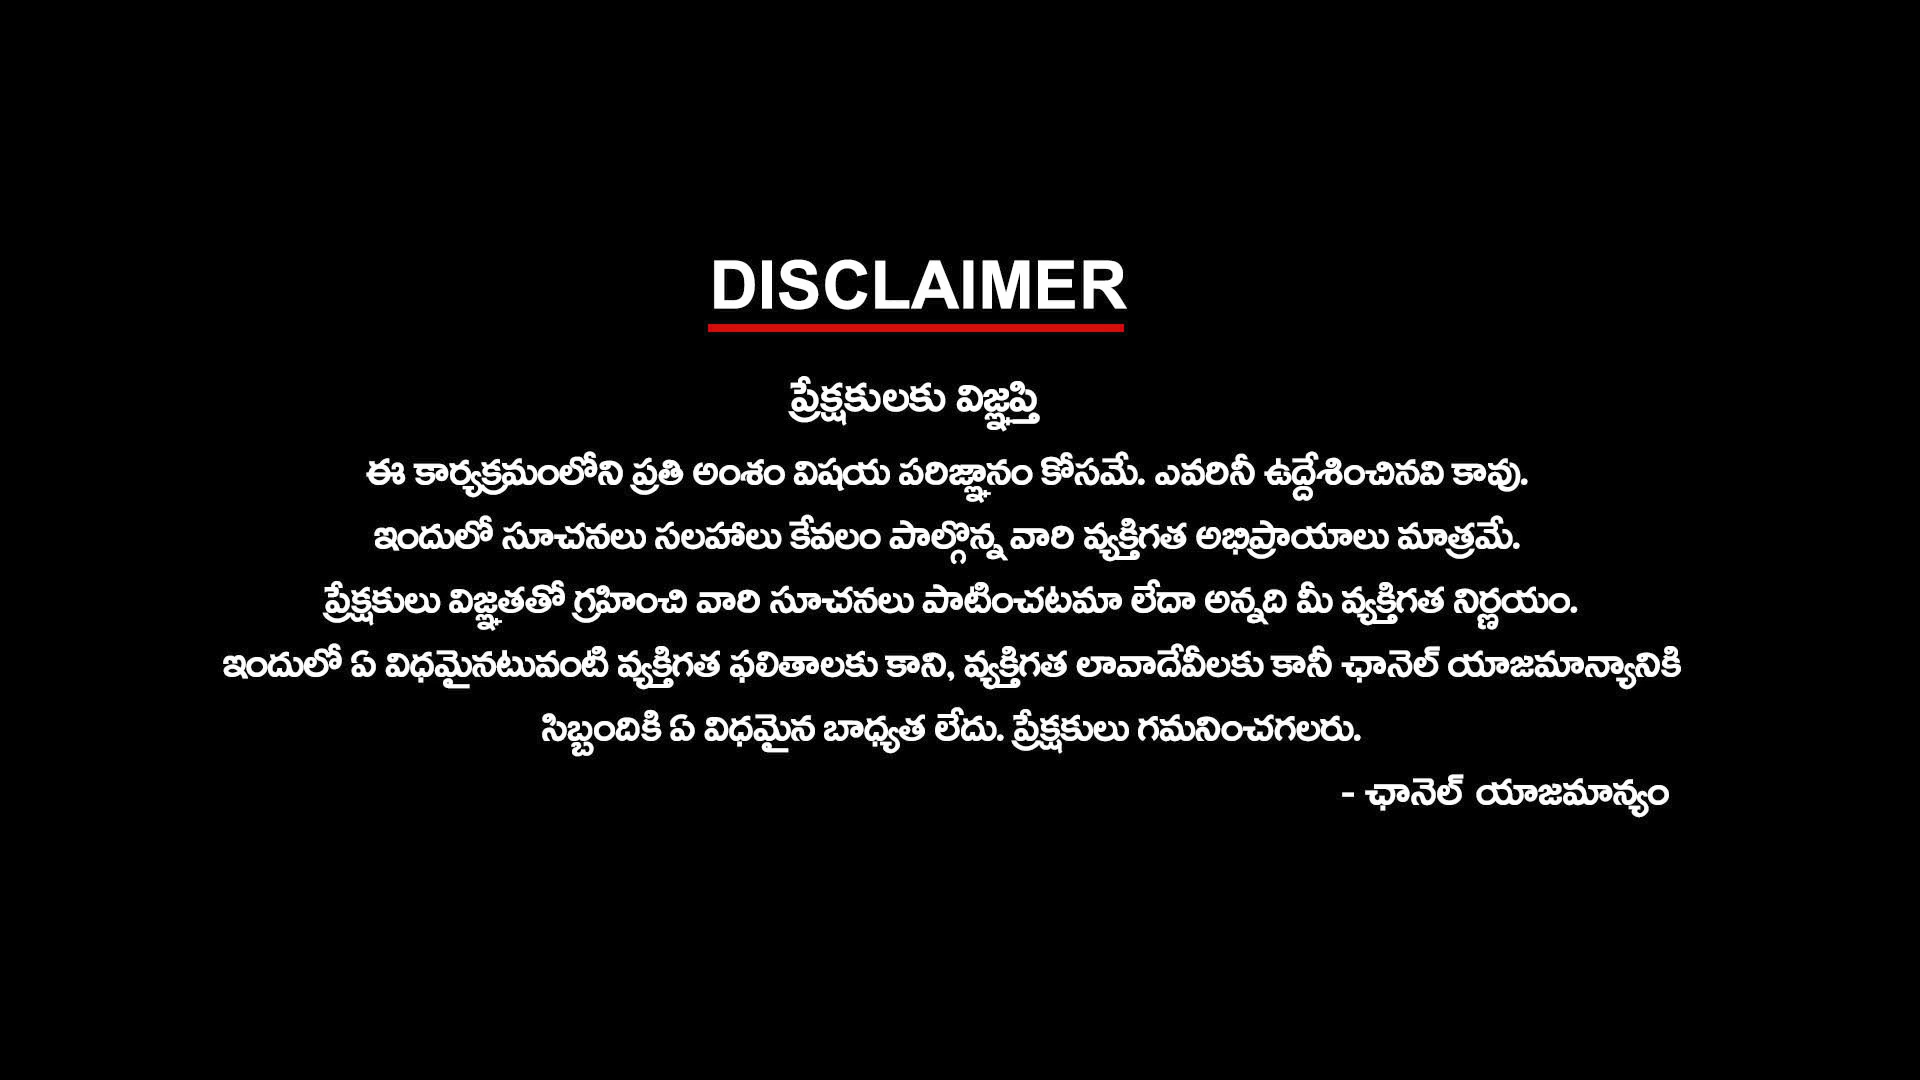 DISCLAIMER
ప్రేక్షకులకు విజ్ఞప్తి
ఈ కార్యక్రమంలోని ప్రతి అంశం విషయ పరిజ్ఞానం కోసమే. ఎవరినీ ఉద్దేశించినవి కావు.
ఇందులో సూచనలు సలహాలు కేవలం పాల్గొన్న వారి వ్యక్తిగత అభిప్రాయాలు మాత్రమే.
ప్రేక్షకులు విజ్ఞతతో గ్రహించి వారి సూచనలు పాటించటమా లేదా అన్నది మీ వ్యక్తిగత నిర్ణయం.
ఇందులో ఏ విధమైనటువంటి వ్యక్తిగత ఫలితాలకు కాని, వ్యక్తిగత లావాదేవీలకు కానీ ఛానెల్ యాజమాన్యానికి
సిబ్బందికి ఏ విధమైన బాధ్యత లేదు. ప్రేక్షకులు గమనించగలరు.
- ఛానెల్ యాజమాన్యం